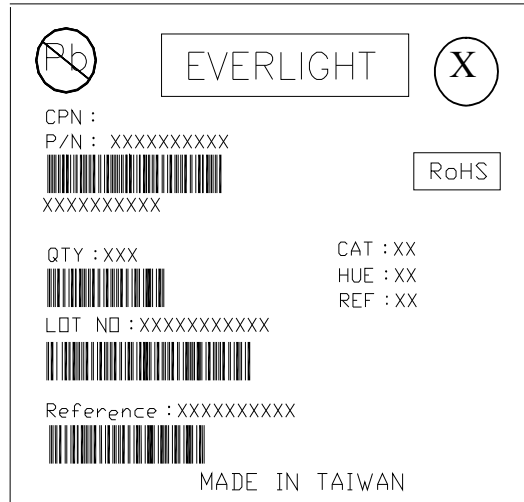 Pb
EVERLIGHT
X
CPN :
P/N : XXXXXXXXXX
RoHS
XXXXXXXXXX
QTY : XXX
CAT : XX
HUE : XX
REF : XX
LOT NO : XXXXXXXXXXX
Reference : XXXXXXXXXX
MADE IN TAIWAN